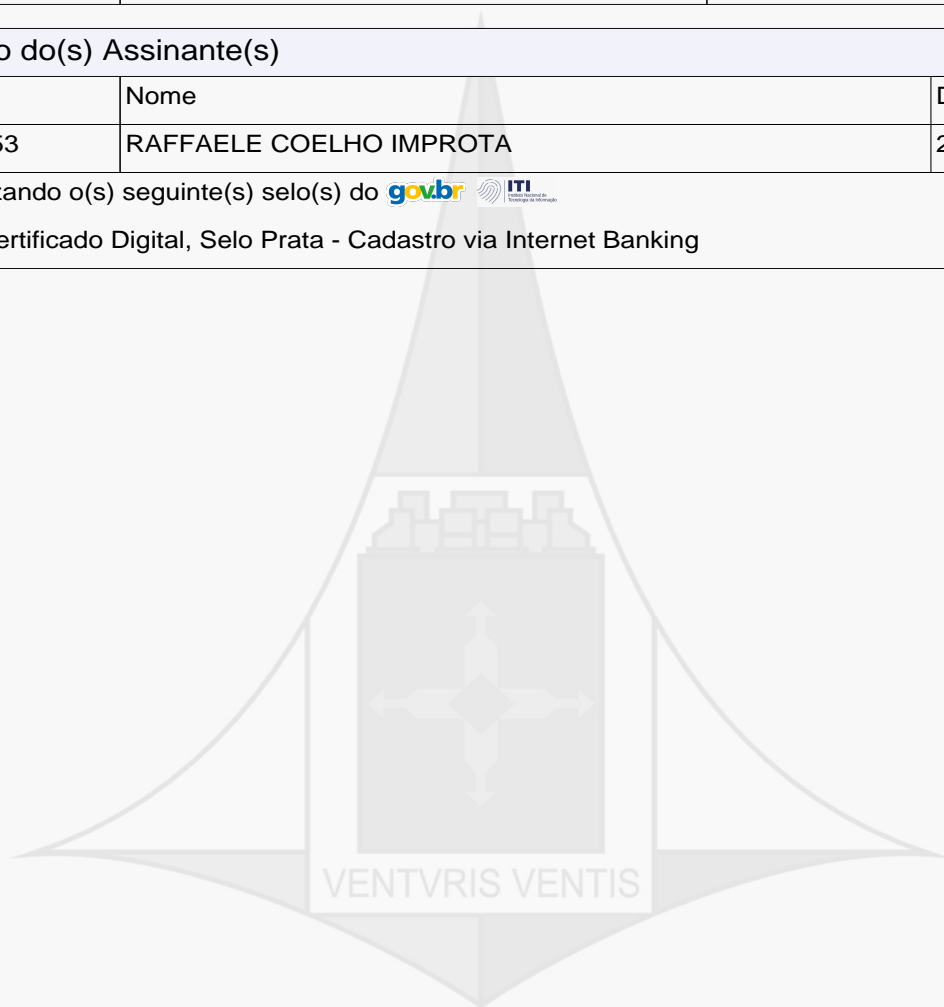 o do(s) Assinante(s)
Nome D
53 RAFFAELE COELHO IMPROTA 2
zando o(s) seguinte(s) selo(s) do gov.br ITI
ertificado Digital, Selo Prata - Cadastro via Internet Banking
VENTVRIS VENTIS